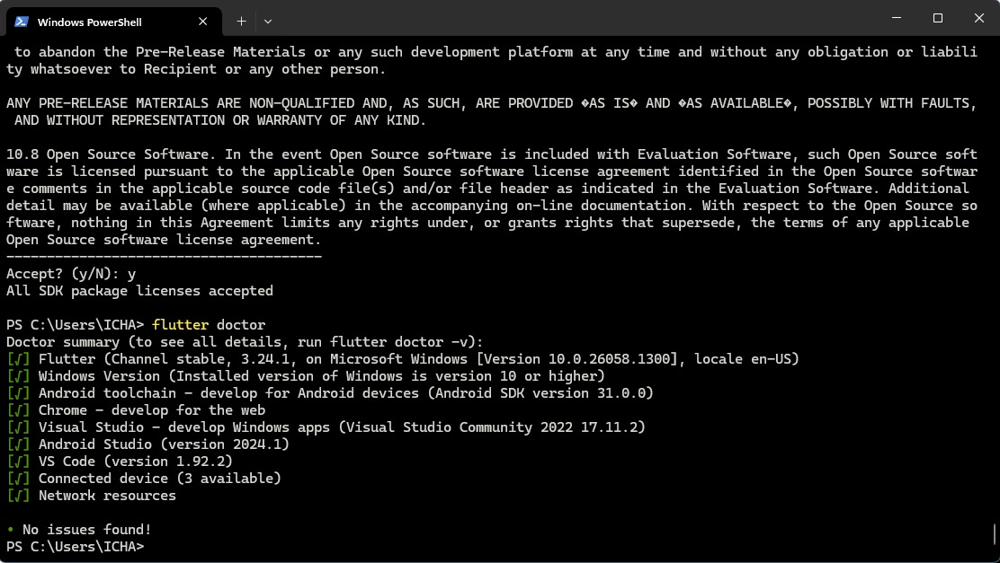 Windows PowerShell
to abandon the Pre-Release Materials or any such development platform at any time and without any obligation or liabili
ty whatsoever to Recipient or any other person.
ANY PRE-RELEASE MATERIALS ARE NON-QUALIFIED AND, AS SUCH, ARE PROVIDED �AS IS� AND �AS AVAILABLE�, POSSIBLY WITH FAULTS,
AND WITHOUT REPRESENTATION OR WARRANTY OF ANY KIND.
10.8 Open Source Software. In the event Open Source software is included with Evaluation Software, such Open Source soft
ware is licensed pursuant to the applicable Open Source software license agreement identified in the Open Source softwar
e comments in the applicable source code file(s) and/or file header as indicated in the Evaluation Software. Additional
detail may be available (where applicable) in the accompanying on-line documentation. With respect to the Open Source so
ftware, nothing in this Agreement limits any rights under, or grants rights that supersede, the terms of any applicable
Open Source software license agreement.
---------------------------------------
Accept? (y/N): y
All SDK package licenses accepted
PS C:\Users\ICHA> flutter doctor
Doctor summary (to see all details, run flutter doctor -v):
[√] Flutter (Channel stable, 3.24.1, on Microsoft Windows [Version 10.0.26058.1300], locale en-US)
[√] Windows Version (Installed version of Windows is version 10 or higher)
[√] Android toolchain - develop for Android devices (Android SDK version 31.0.0)
[√] Chrome - develop for the web
[√] Visual Studio - develop Windows apps (Visual Studio Community 2022 17.11.2)
[√] Android Studio (version 2024.1)
[√] VS Code (version 1.92.2)
[√] Connected device (3 available)
[√] Network resources
• No issues found!
PS C:\Users\ICHA>